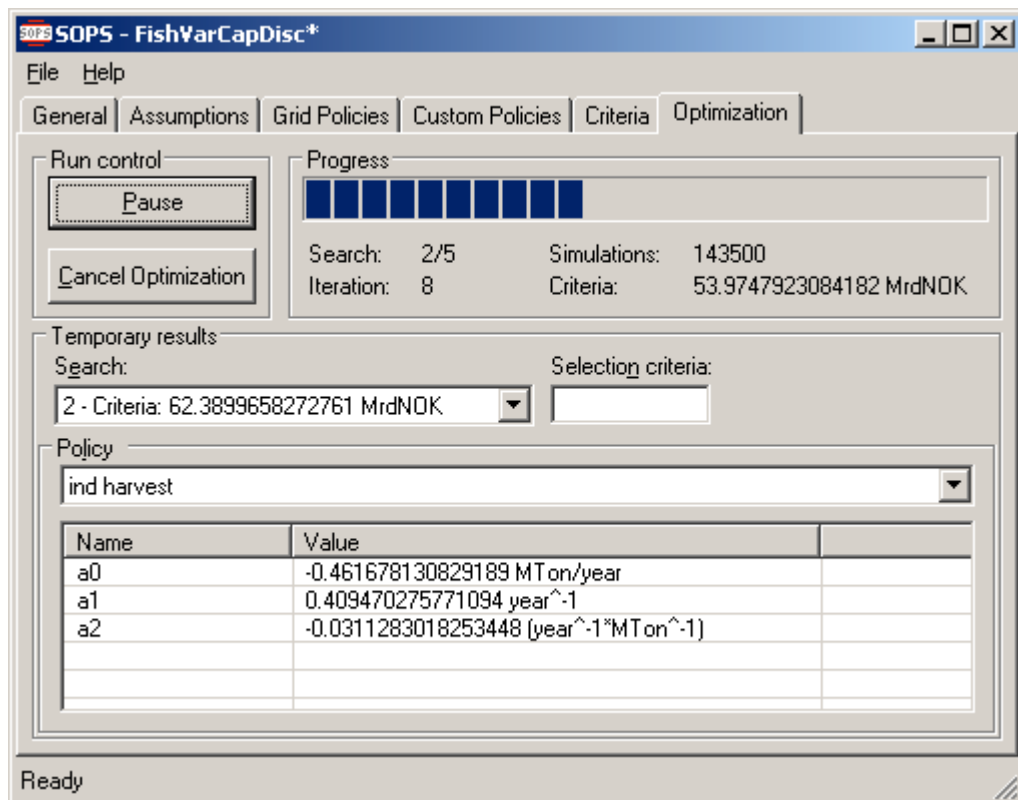 SOPS SOPS - FishVarCapDisc*
File Help
General Assumptions Grid Policies Custom Policies Criteria Optimization
Run control Progress
Pause
Search: 2/5 Simulations: 143500
Cancel Optimization
Iteration: 8 Criteria: 53.9747923084182 MrdNOK
Temporary results
Search: Selection criteria:
2 - Criteria: 62.3899658272761 MrdNOK
Policy
ind harvest
Name Value
a0 -0.461678130829189 MTon/year
a1 0.409470275771094 year^-1
a2 -0.0311283018253448 (year^-1*MTon^-1)
Ready